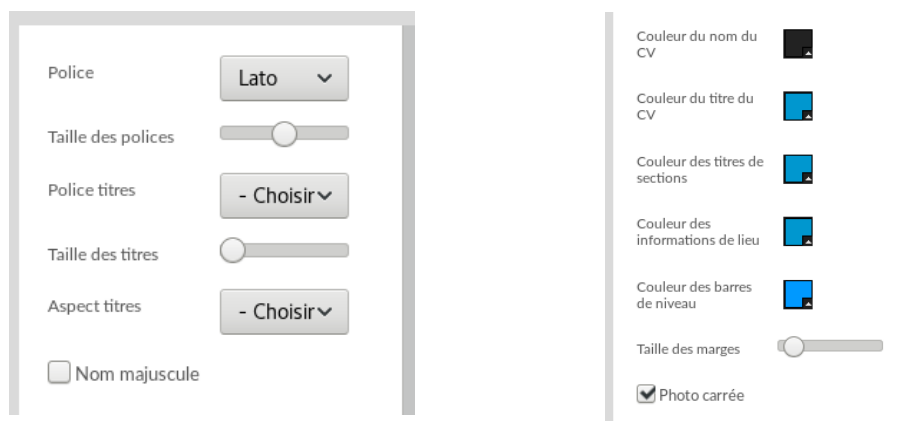 Police
Lato
Taille des polices
Police titres
- Choisir
Taille des titres
Aspect titres
- Choisir
Nom majuscule
Couleur du nom du
CV
Couleur du titre du
CV
Couleur des titres de
sections
Couleur des
informations de lieu
Couleur des barres
de niveau
Taille des marges
Photo carrée